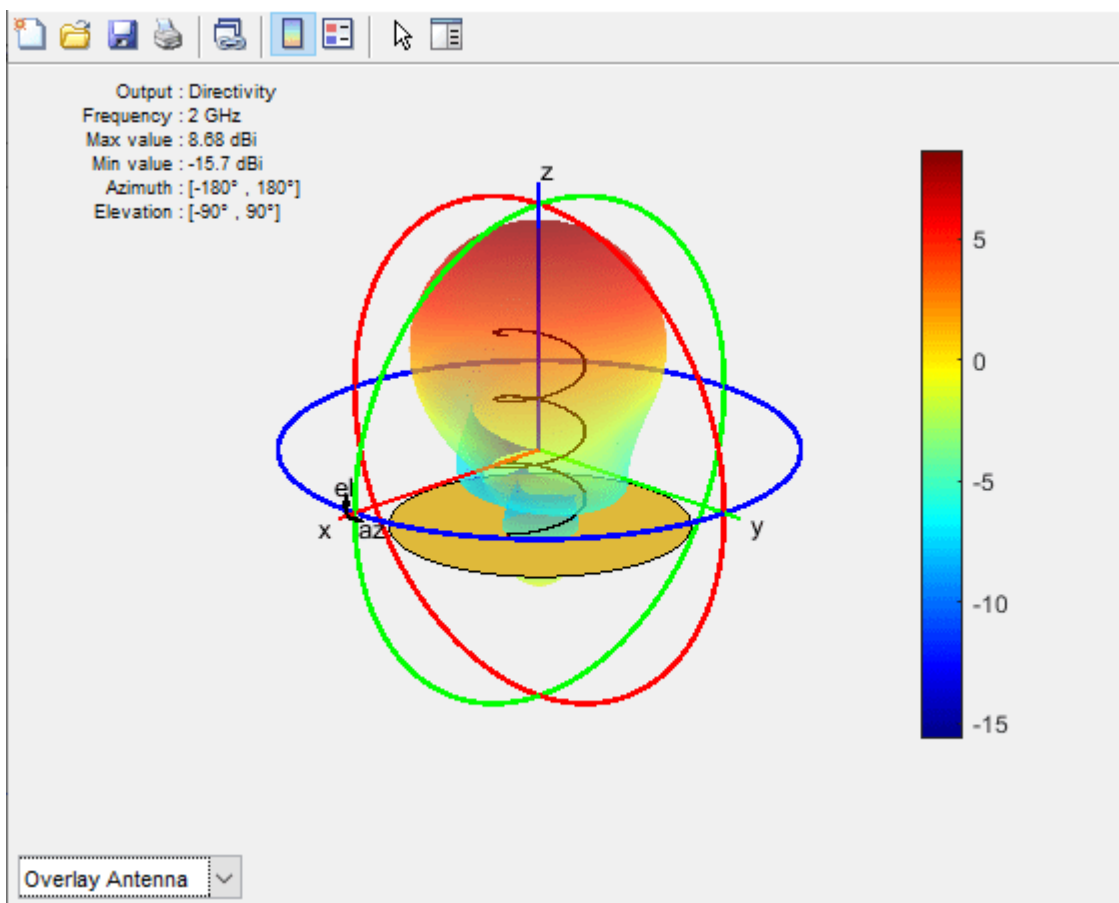 Output : Directivity
Frequency : 2 GHz
Max value : 8.68 dBi
Min value : -15.7 dBi
Azimuth : [-180° , 180°]
Elevation : [-90° , 90°]
z
5
0
-5
el
x
az
y
-10
-15
Overlay Antenna